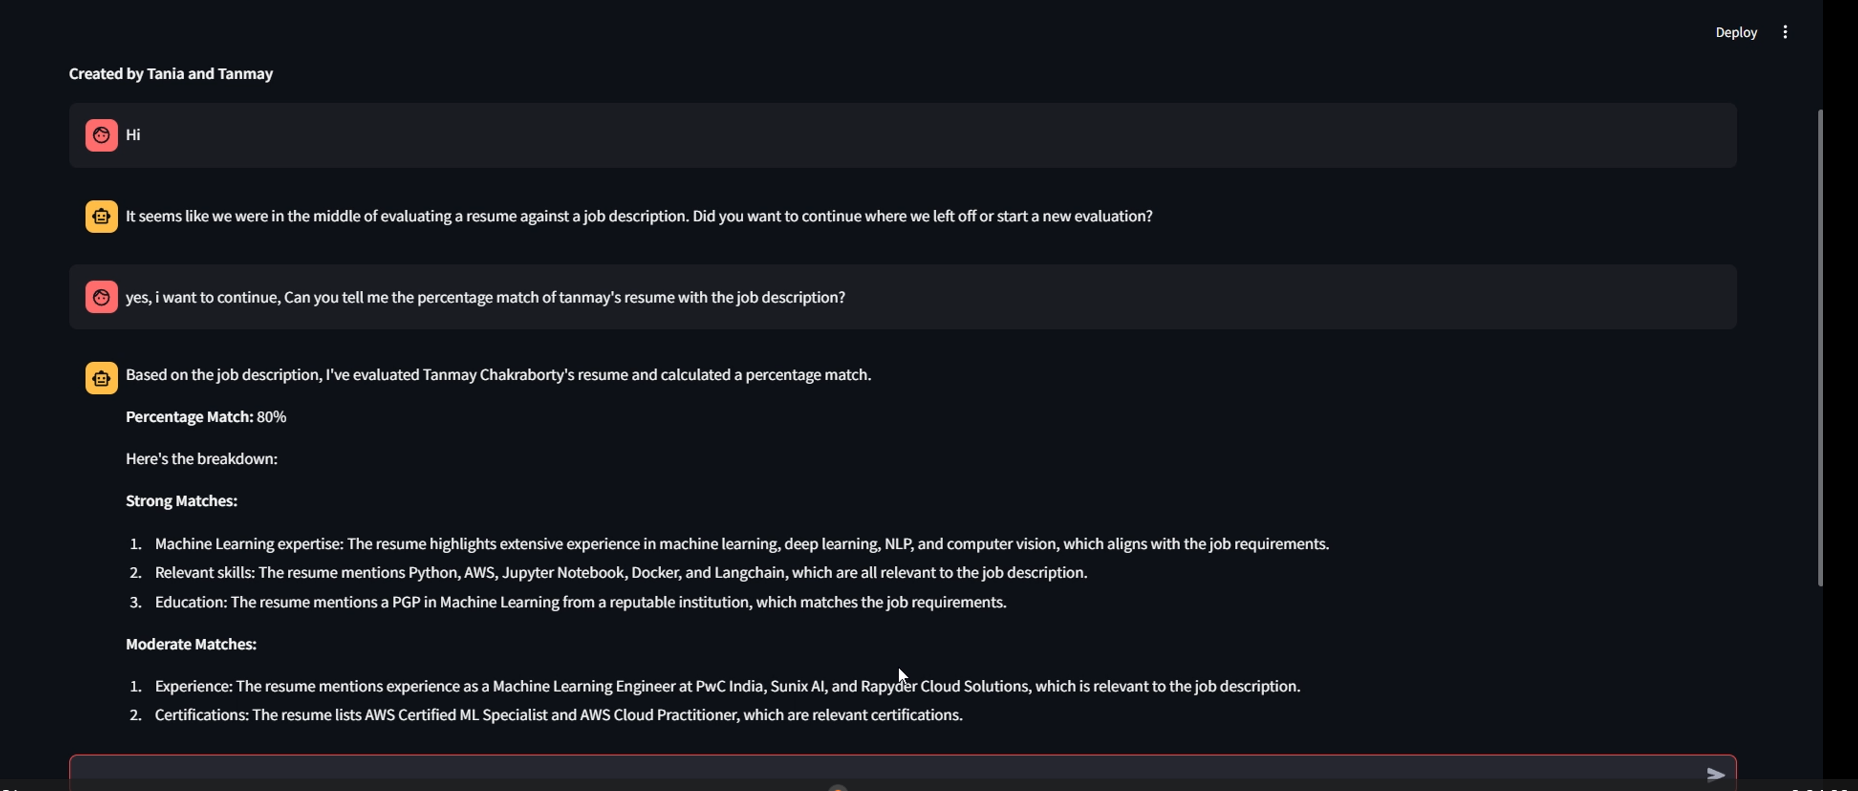 Deploy
Created by Tania and Tanmay
Hi
It seems like we were in the middle of evaluating a resume against a job description. Did you want to continue where we left off or start a new evaluation?
yes, i want to continue, Can you tell me the percentage match of tanmay's resume with the job description?
Based on the job description, I've evaluated Tanmay Chakraborty's resume and calculated a percentage match.
Percentage Match: 80%
Here's the breakdown:
Strong Matches:
1. Machine Learning expertise: The resume highlights extensive experience in machine learning, deep learning, NLP, and computer vision, which aligns with the job requirements.
2. Relevant skills: The resume mentions Python, AWS, Jupyter Notebook, Docker, and Langchain, which are all relevant to the job description.
3. Education: The resume mentions a PGP in Machine Learning from a reputable institution, which matches the job requirements.
Moderate Matches:
1. Experience: The resume mentions experience as a Machine Learning Engineer at PwC India, Sunix AI, and Rapyder Cloud Solutions, which is relevant to the job description.
2. Certifications: The resume lists AWS Certified ML Specialist and AWS Cloud Practitioner, which are relevant certifications.